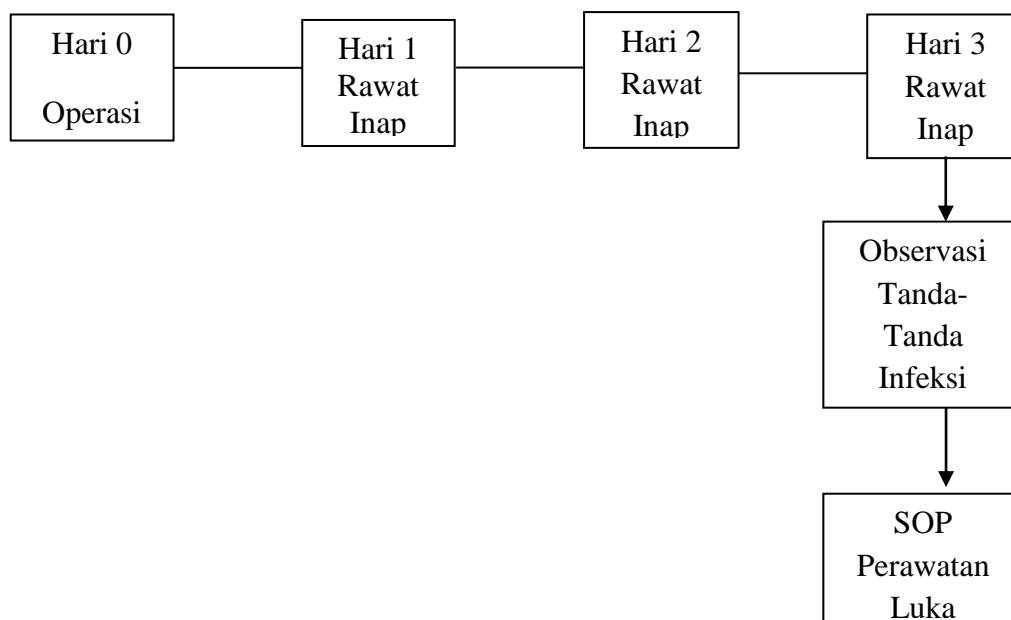 Hari 0
Operasi
Hari 1
Rawat
Inap
Hari 2
Rawat
Inap
Hari 3
Rawat
Inap
Observasi
Tanda-
Tanda
Infeksi
SOP
Perawatan
Luka